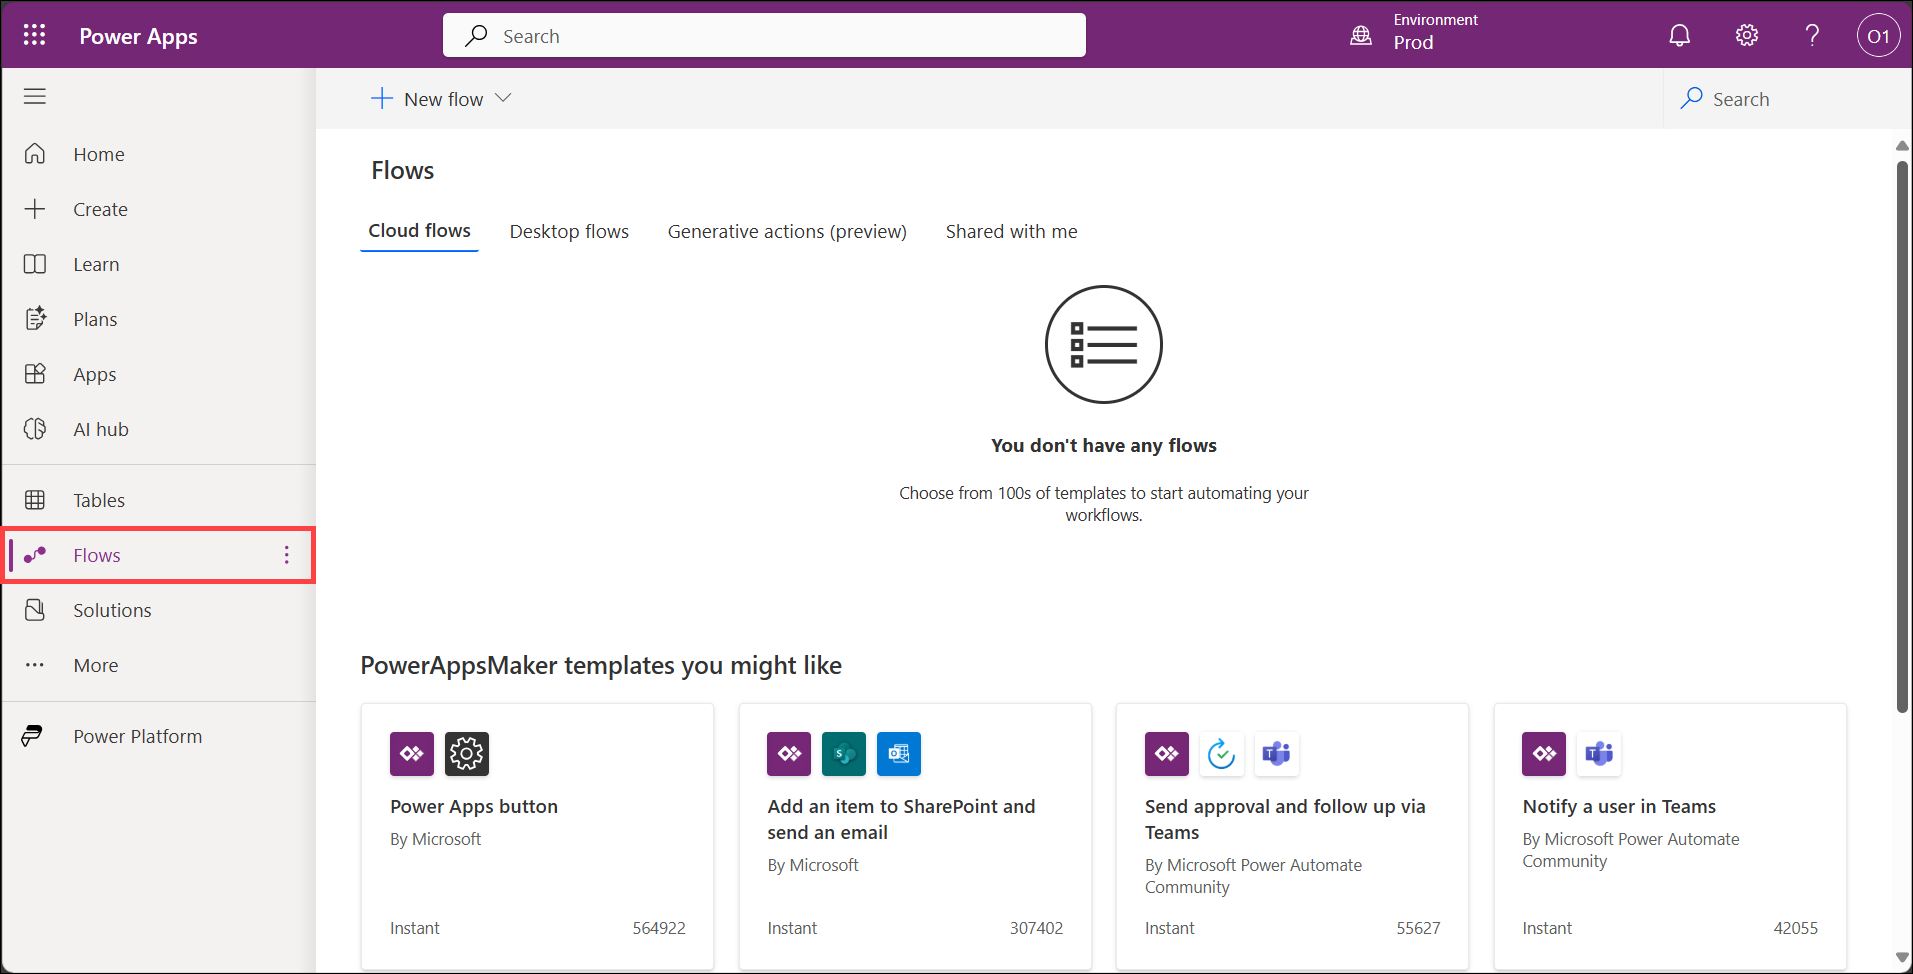 Power Apps
Search
Environment
Prod
O1
New flow
Search
Home
Create
Learn
Plans
Apps
AI hub
Tables
Flows
Solutions
More
Power Platform
Flows
Cloud flows
Desktop flows
Generative actions (preview)
Shared with me
You don't have any flows
Choose from 100s of templates to start automating your
workflows.
PowerAppsMaker templates you might like
Power Apps button
By Microsoft
Instant
564922
Add an item to SharePoint and
send an email
By Microsoft
Instant
307402
Send approval and follow up via
Teams
By Microsoft Power Automate
Community
Instant
55627
Notify a user in Teams
By Microsoft Power Automate
Community
Instant
42055